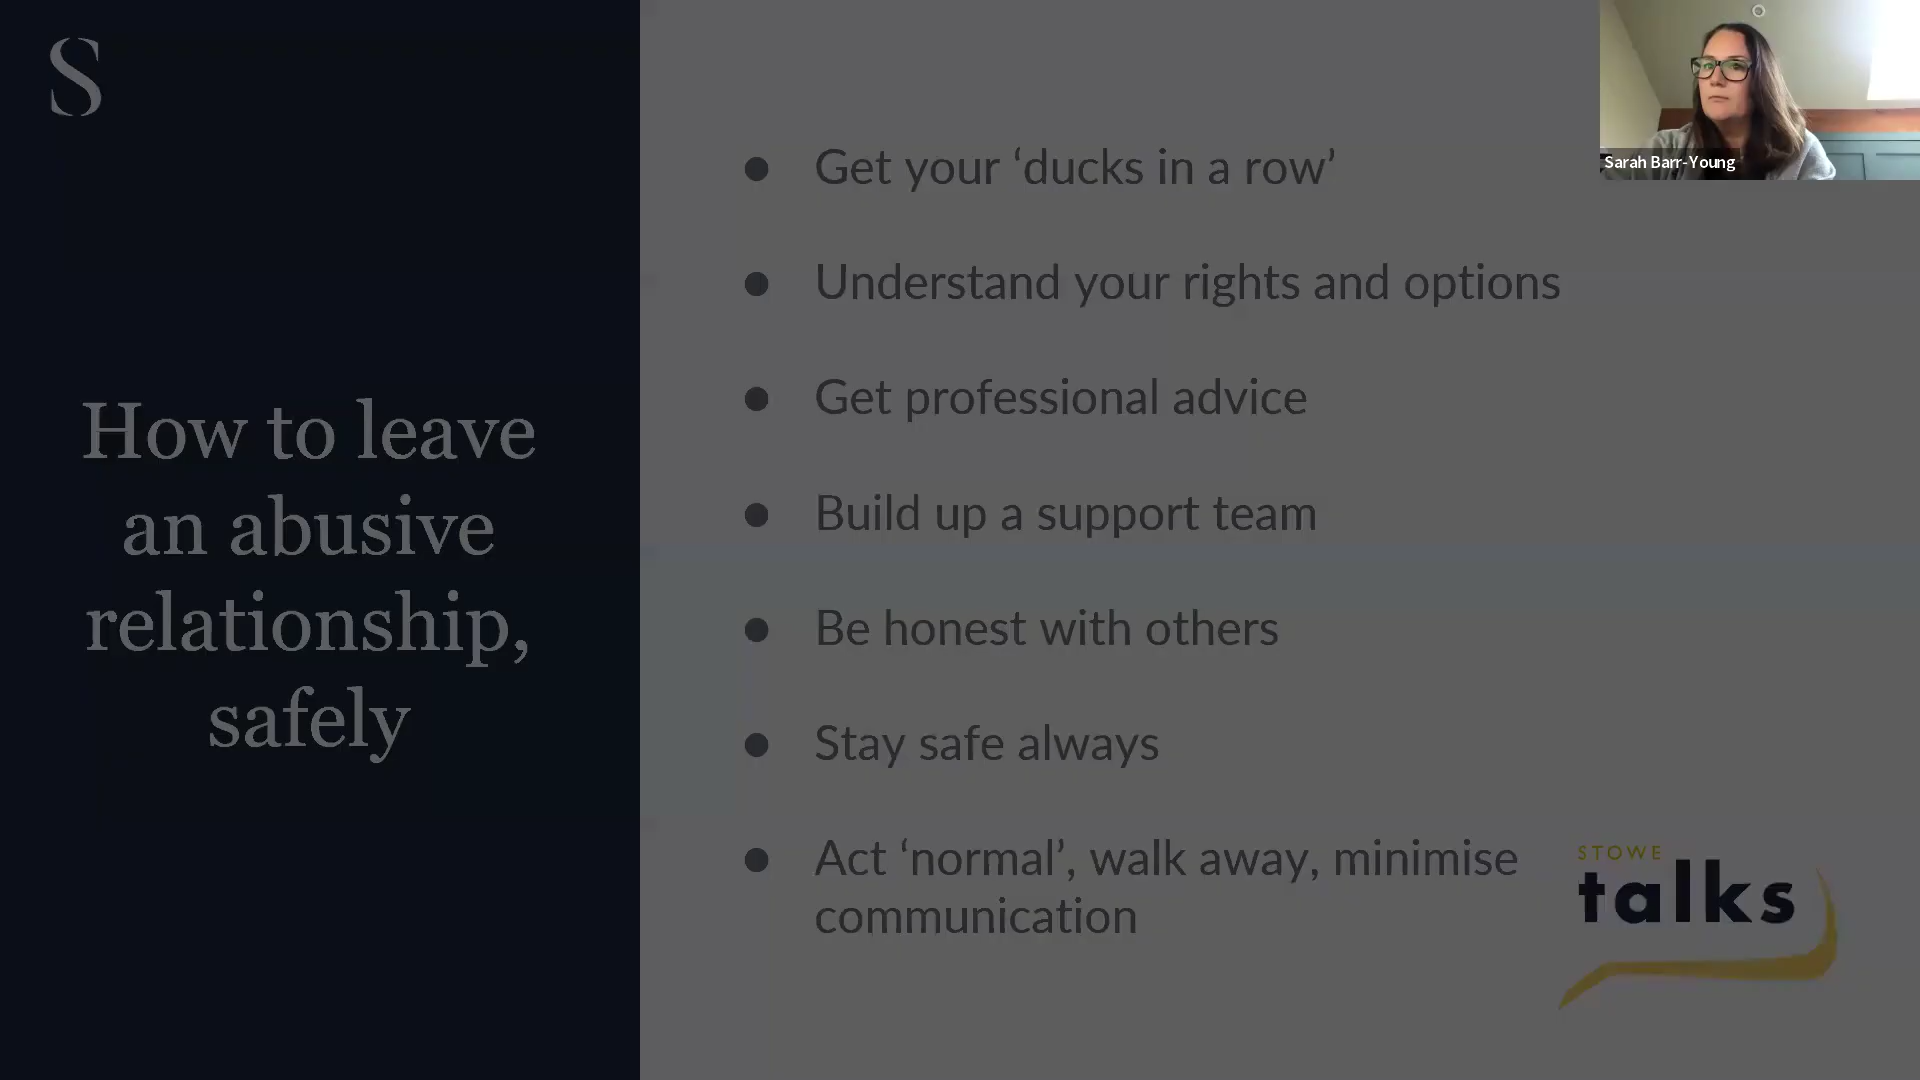 S
How to leave
an abusive
relationship,
safely
● Get your ‘ducks in a row’
● Understand your rights and options
● Get professional advice
● Build up a support team
● Be honest with others
● Stay safe always
● Act ‘normal’, walk away, minimise
communication
STOWE
talks
Sarah Barr-Young